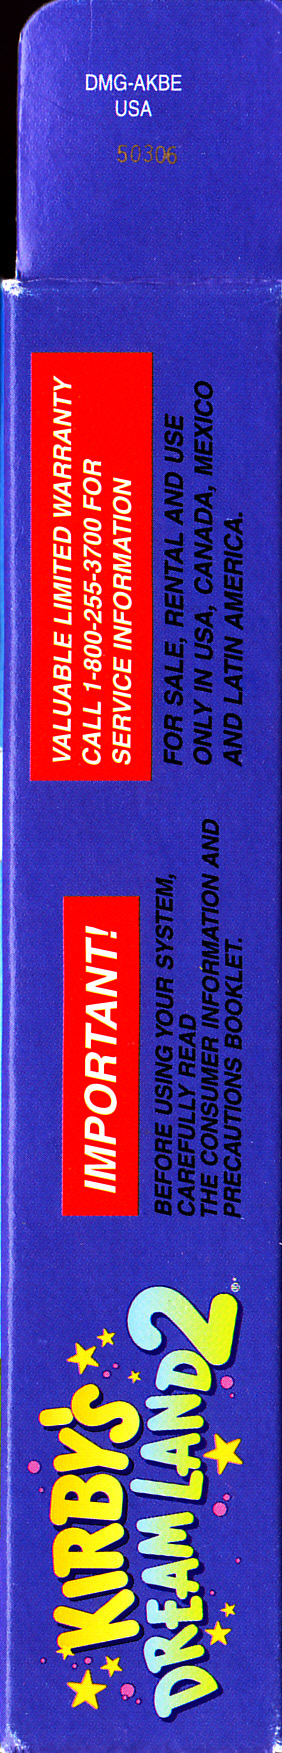 DMG-AKBE
USA
50306
VALUABLE LIMITED WARRANTY
CALL 1-800-255-3700 FOR
SERVICE INFORMATION
FOR SALE, RENTAL AND USE
ONLY IN USA, CANADA, MEXICO
AND LATIN AMERICA.
IMPORTANT!
BEFORE USING YOUR SYSTEM,
CAREFULLY READ
THE CONSUMER INFORMATION AND
PRECAUTIONS BOOKLET.
KIRBY'S
DREAM LAND 2®